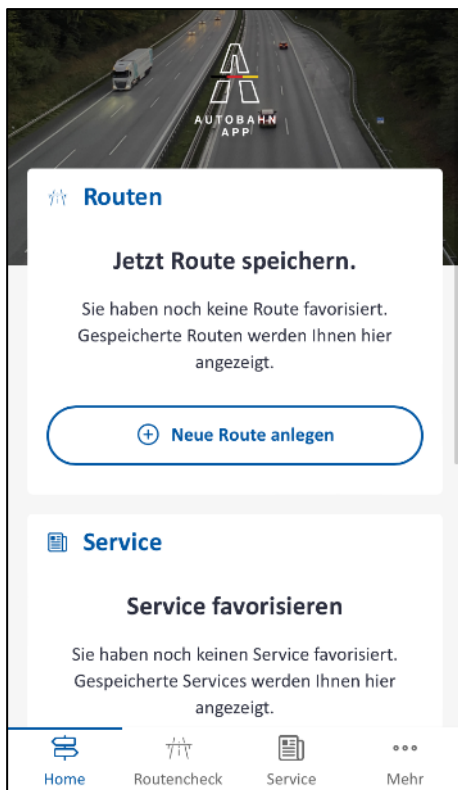 AUTOBAHN
APP
Routen
Jetzt Route speichern.
Sie haben noch keine Route favorisiert.
Gespeicherte Routen werden Ihnen hier
angezeigt.
Neue Route anlegen
Service
Service favorisieren
Sie haben noch keinen Service favorisiert.
Gespeicherte Services werden Ihnen hier
angezeigt.
Home Routencheck Service Mehr